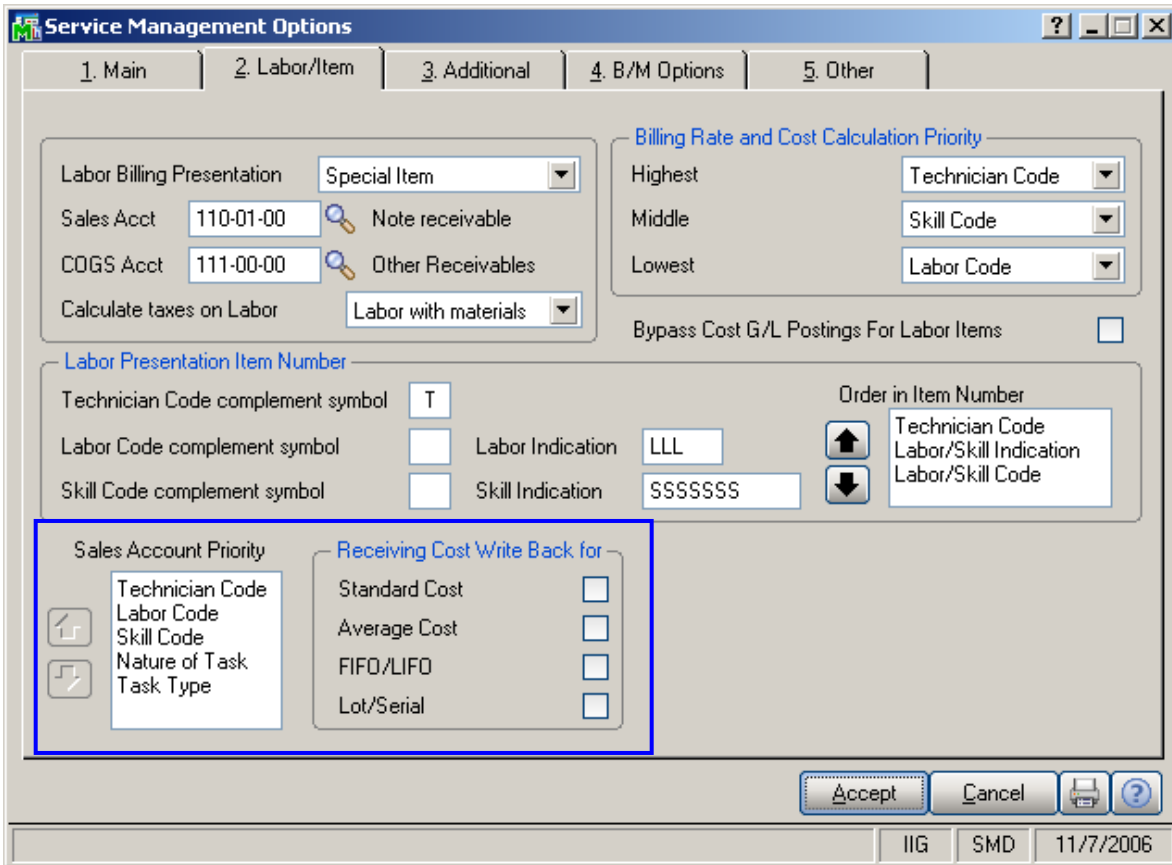 Service Management Options
1. Main 2. Labor/Item 3. Additional 4. B/M Options 5. Other
Labor Billing Presentation Special Item
Sales Acct 110-01-00 Note receivable
COGS Acct 111-00-00 Other Receivables
Calculate taxes on Labor Labor with materials
Billing Rate and Cost Calculation Priority
Highest Technician Code
Middle Skill Code
Lowest Labor Code
Bypass Cost G/L Postings For Labor Items
Labor Presentation Item Number
Technician Code complement symbol T
Labor Code complement symbol Labor Indication LLL
Skill Code complement symbol Skill Indication SSSSSSS
Order in Item Number
Technician Code
Labor/Skill Indication
Labor/Skill Code
Sales Account Priority
Technician Code
Labor Code
Skill Code
Nature of Task
Task Type
Receiving Cost Write Back for
Standard Cost
Average Cost
FIFO/LIFO
Lot/Serial
Accept Cancel
IIG SMD 11/7/2006